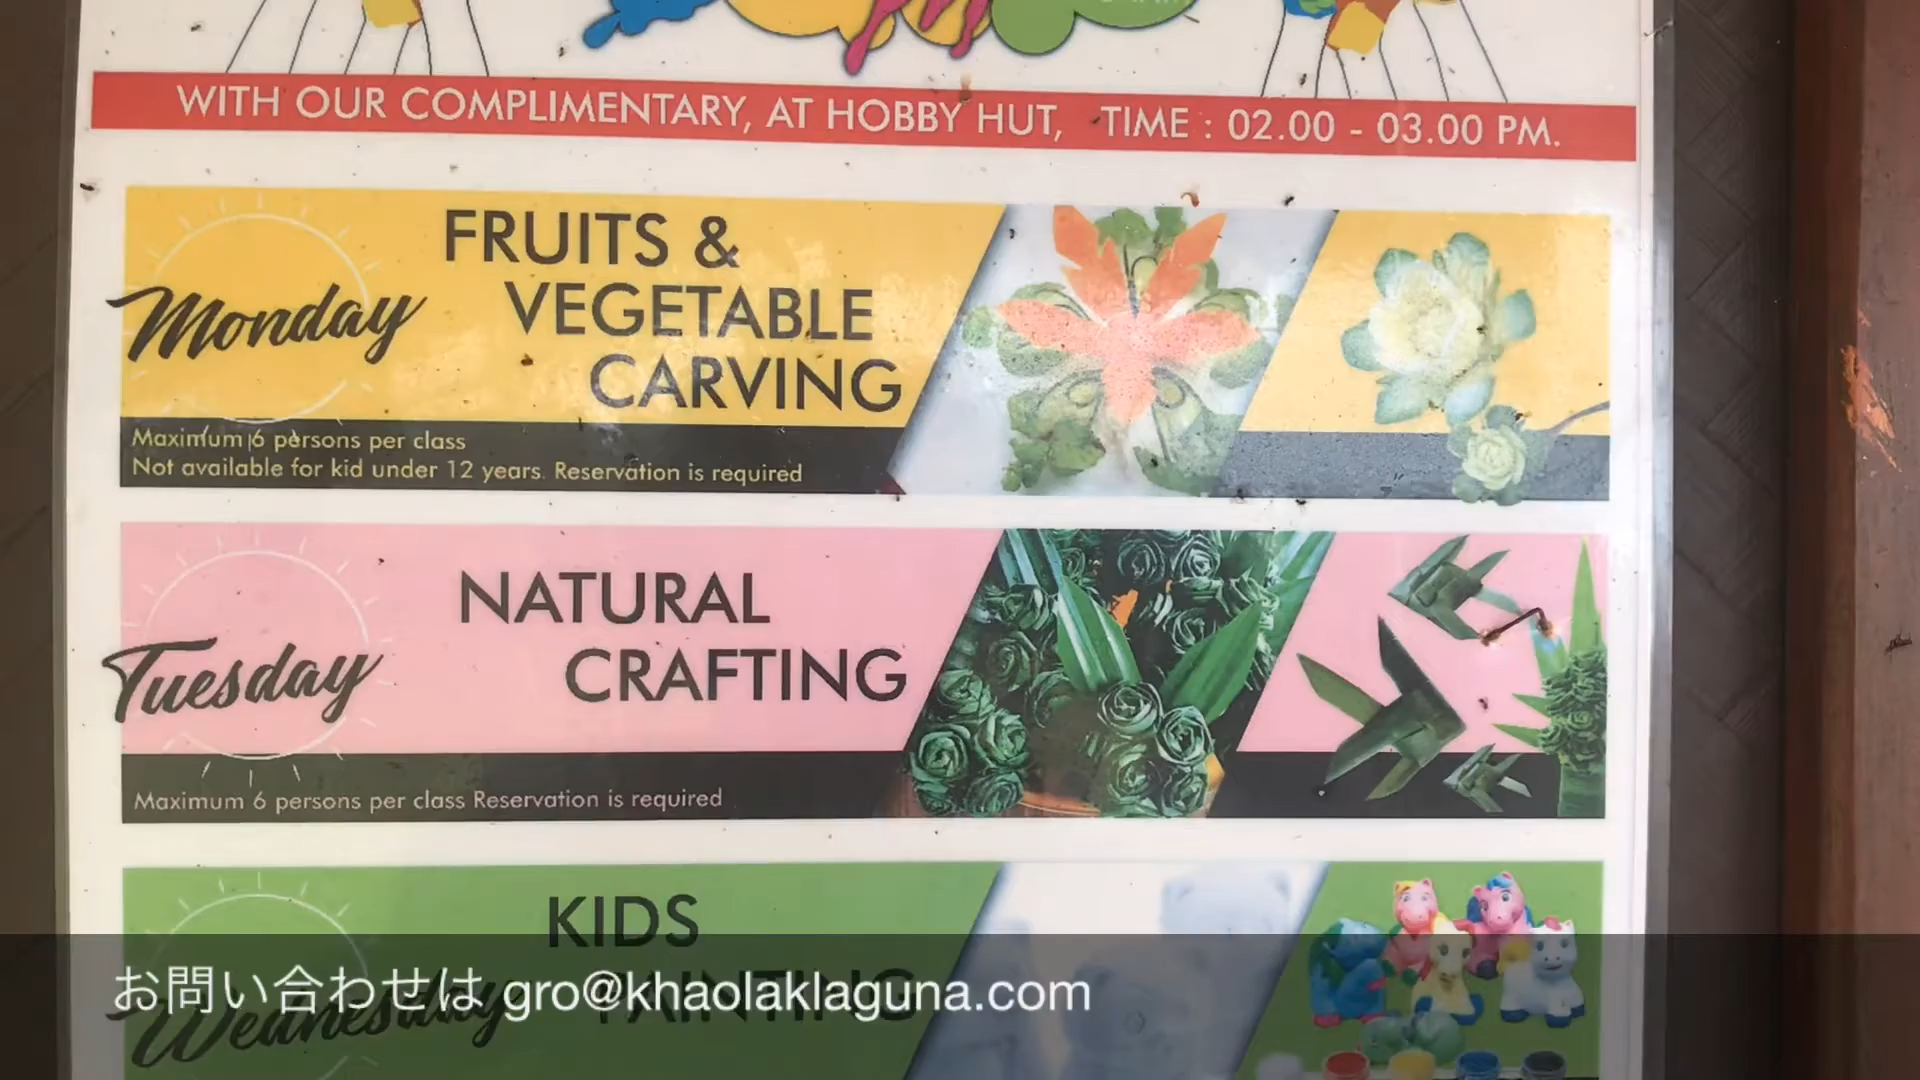 WITH OUR COMPLIMENTARY, AT HOBBY HUT, TIME : 02.00 - 03.00 PM.
Monday
FRUITS &
VEGETABLE
CARVING
Maximum 6 persons per class
Not available for kid under 12 years. Reservation is required
Tuesday
NATURAL
CRAFTING
Maximum 6 persons per class Reservation is required
KIDS
PAINTING
Wednesday
お問い合わせは gro@khaolaklaguna.com